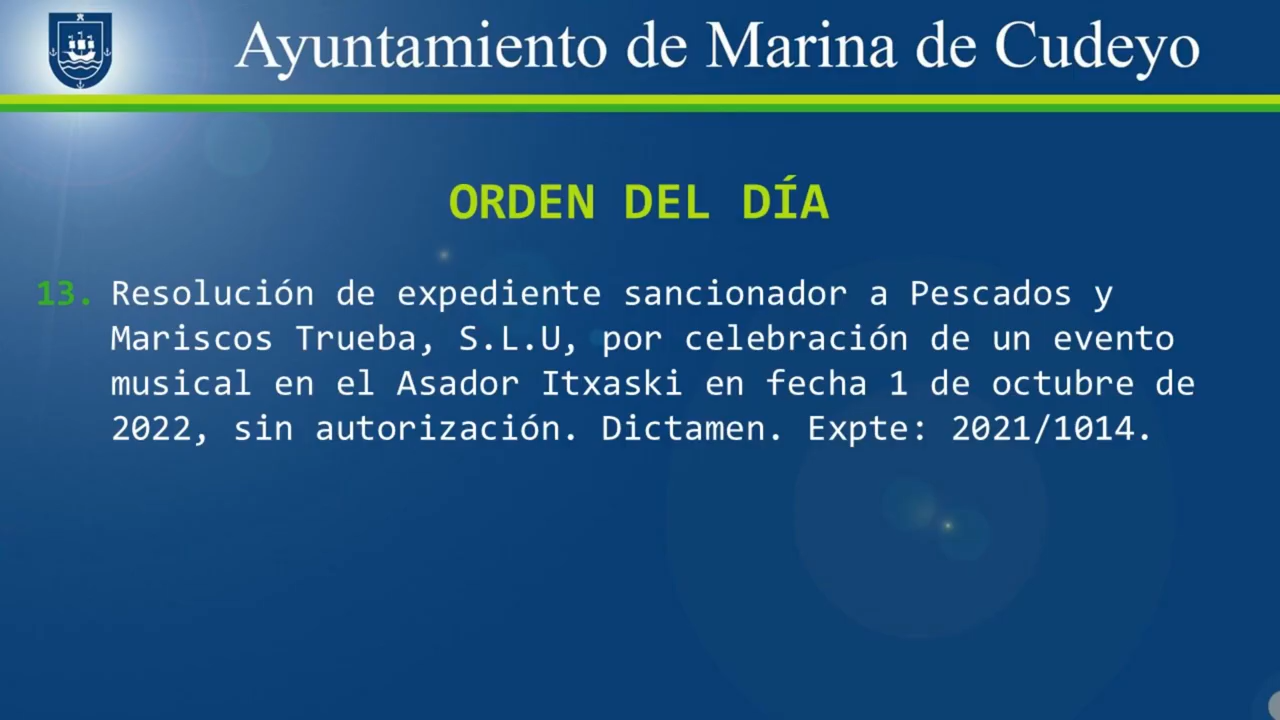 Ayuntamiento de Marina de Cudeyo
ORDEN DEL DÍA
13. Resolución de expediente sancionador a Pescados y
Mariscos Trueba, S.L.U, por celebración de un evento
musical en el Asador Itxaski en fecha 1 de octubre de
2022, sin autorización. Dictamen. Expte: 2021/1014.